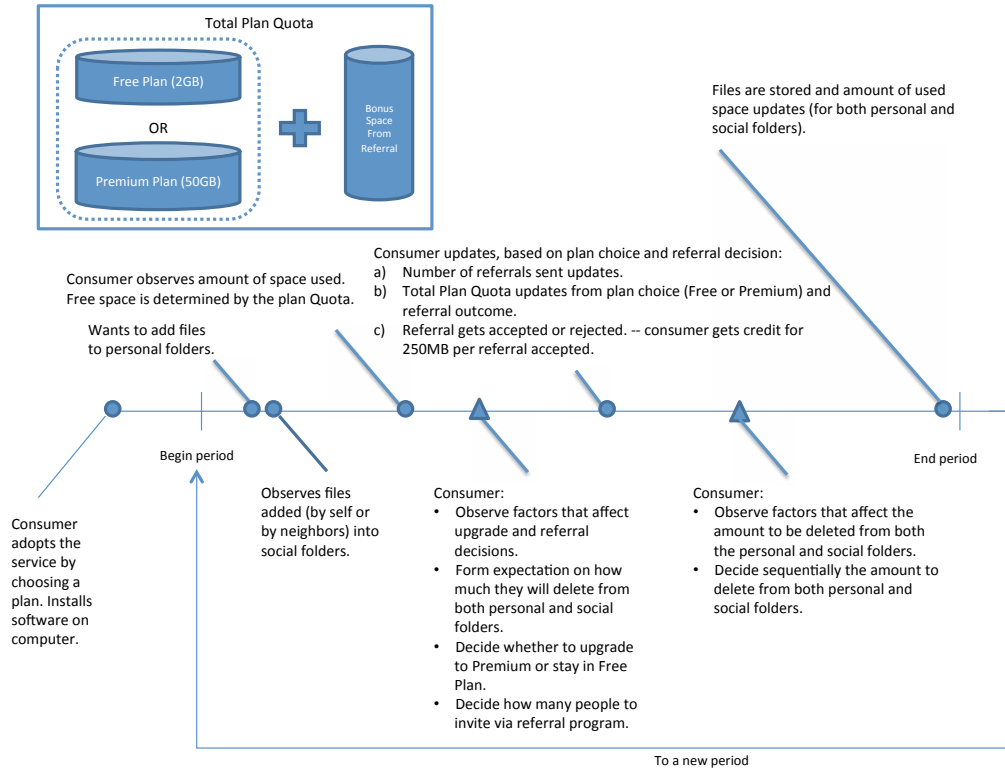 Total Plan Quota
Free Plan (2GB)
OR
Premium Plan (50GB)
Bonus
Space
From
Referral
Files are stored and amount of used
space updates (for both personal and
social folders).
Consumer updates, based on plan choice and referral decision:
a) Number of referrals sent updates.
b) Total Plan Quota updates from plan choice (Free or Premium) and
referral outcome.
c) Referral gets accepted or rejected. -- consumer gets credit for
250MB per referral accepted.
Consumer observes amount of space used.
Free space is determined by the plan Quota.
Wants to add files
to personal folders.
Begin period
End period
Consumer
adopts the
service by
choosing a
plan. Installs
software on
computer.
Observes files
added (by self or
by neighbors) into
social folders.
Consumer:
• Observe factors that affect
upgrade and referral
decisions.
• Form expectation on how
much they will delete from
both personal and social
folders.
• Decide whether to upgrade
to Premium or stay in Free
Plan.
• Decide how many people to
invite via referral program.
Consumer:
• Observe factors that affect the
amount to be deleted from both
the personal and social folders.
• Decide sequentially the amount to
delete from both personal and
social folders.
To a new period